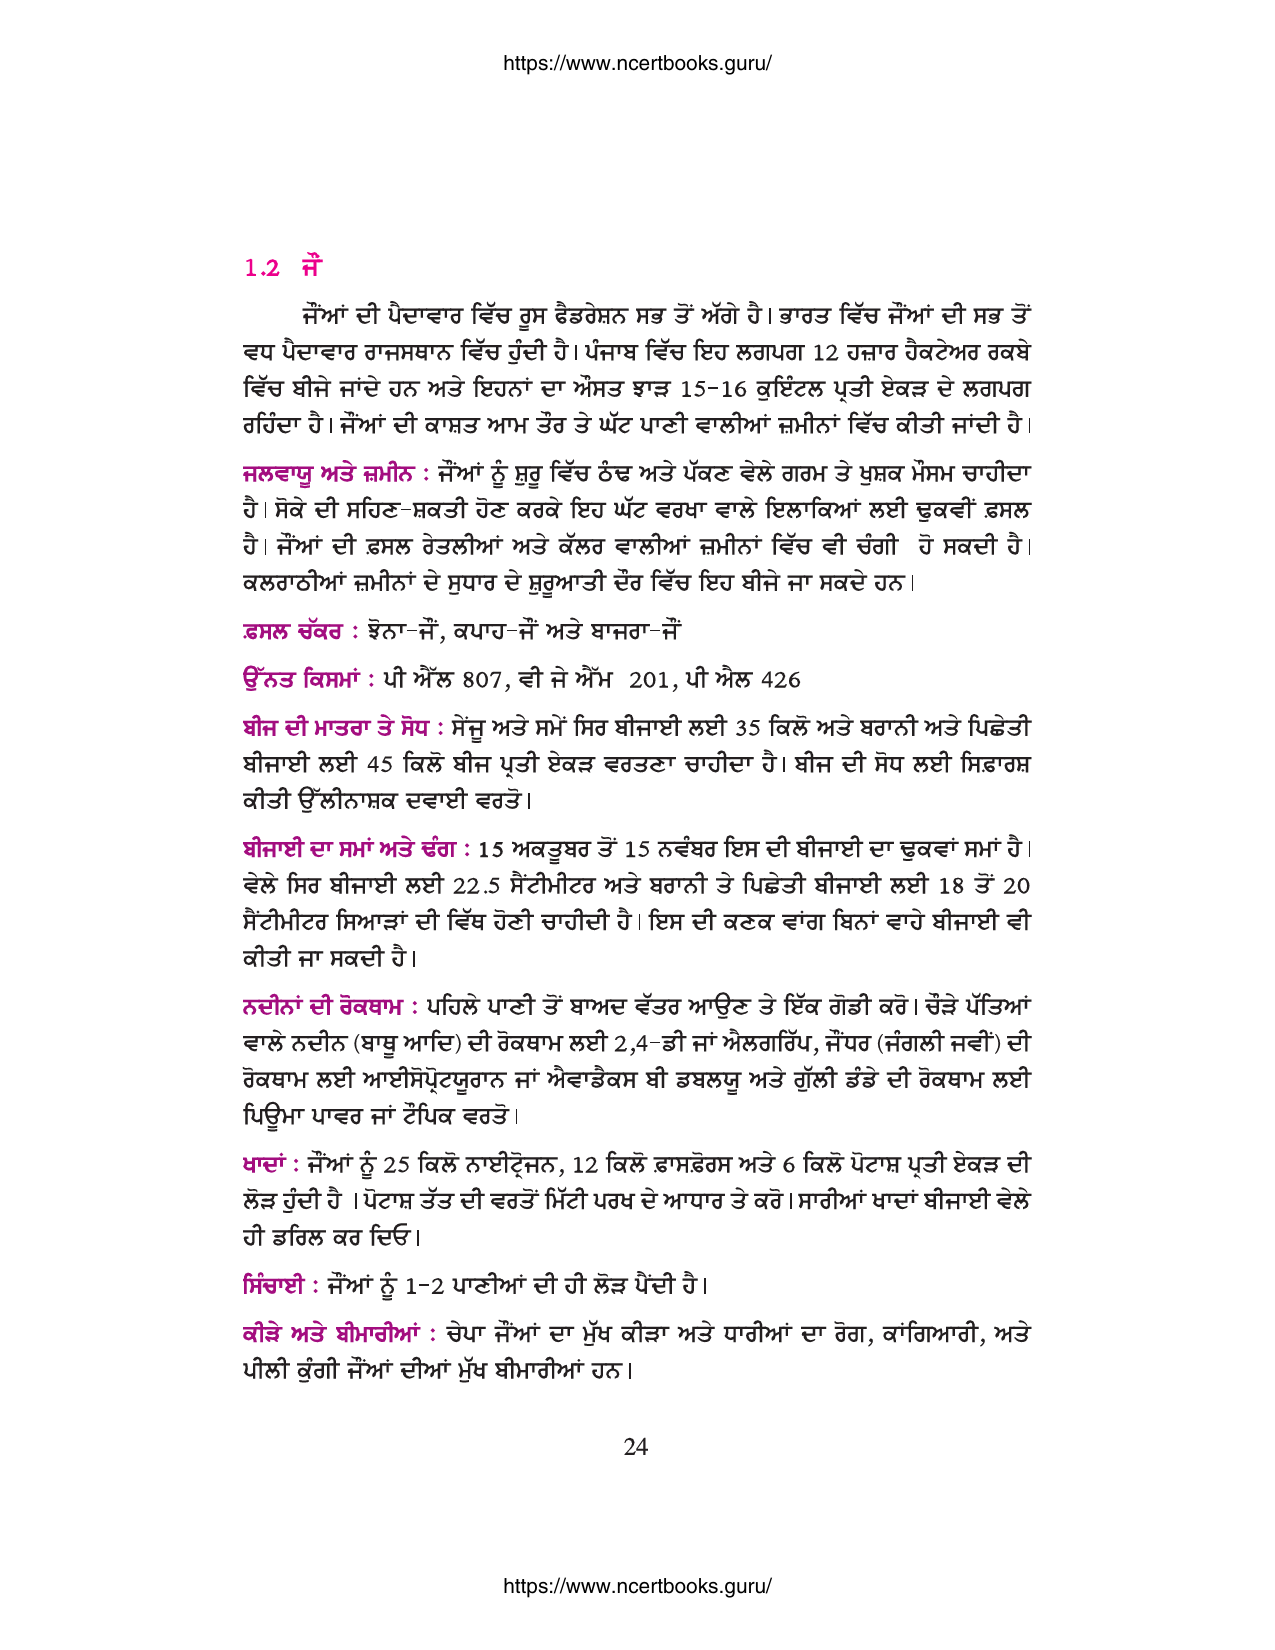 https://www.ncertbooks.guru/
1.2 ਜੌਂ
ਜੌਂਆਂ ਦੀ ਪੈਦਾਵਾਰ ਵਿੱਚ ਰੂਸ ਫੈਡਰੇਸ਼ਨ ਸਭ ਤੋਂ ਅੱਗੇ ਹੈ। ਭਾਰਤ ਵਿੱਚ ਜੌਂਆਂ ਦੀ ਸਭ ਤੋਂ
ਵਧ ਪੈਦਾਵਾਰ ਰਾਜਸਥਾਨ ਵਿੱਚ ਹੁੰਦੀ ਹੈ। ਪੰਜਾਬ ਵਿੱਚ ਇਹ ਲਗਪਗ 12 ਹਜ਼ਾਰ ਹੈਕਟੇਅਰ ਰਕਬੇ
ਵਿੱਚ ਬੀਜੇ ਜਾਂਦੇ ਹਨ ਅਤੇ ਇਹਨਾਂ ਦਾ ਔਸਤ ਝਾੜ 15-16 ਕੁਇੰਟਲ ਪ੍ਰਤੀ ਏਕੜ ਦੇ ਲਗਪਗ
ਰਹਿੰਦਾ ਹੈ। ਜੌਂਆਂ ਦੀ ਕਾਸ਼ਤ ਆਮ ਤੌਰ ਤੇ ਘੱਟ ਪਾਣੀ ਵਾਲੀਆਂ ਜ਼ਮੀਨਾਂ ਵਿੱਚ ਕੀਤੀ ਜਾਂਦੀ ਹੈ।
ਜਲਵਾਯੂ ਅਤੇ ਜ਼ਮੀਨ : ਜੌਂਆਂ ਨੂੰ ਸ਼ੁਰੂ ਵਿੱਚ ਠੰਢ ਅਤੇ ਪੱਕਣ ਵੇਲੇ ਗਰਮ ਤੇ ਖੁਸ਼ਕ ਮੌਸਮ ਚਾਹੀਦਾ
ਹੈ। ਸੋਕੇ ਦੀ ਸਹਿਣ-ਸ਼ਕਤੀ ਹੋਣ ਕਰਕੇ ਇਹ ਘੱਟ ਵਰਖਾ ਵਾਲੇ ਇਲਾਕਿਆਂ ਲਈ ਢੁਕਵੀਂ ਫ਼ਸਲ
ਹੈ। ਜੌਂਆਂ ਦੀ ਫ਼ਸਲ ਰੇਤਲੀਆਂ ਅਤੇ ਕੱਲਰ ਵਾਲੀਆਂ ਜ਼ਮੀਨਾਂ ਵਿੱਚ ਵੀ ਚੰਗੀ ਹੋ ਸਕਦੀ ਹੈ।
ਕਲਰਾਠੀਆਂ ਜ਼ਮੀਨਾਂ ਦੇ ਸੁਧਾਰ ਦੇ ਸ਼ੁਰੂਆਤੀ ਦੌਰ ਵਿੱਚ ਇਹ ਬੀਜੇ ਜਾ ਸਕਦੇ ਹਨ।
ਫ਼ਸਲ ਚੱਕਰ : ਝੋਨਾ-ਜੌਂ, ਕਪਾਹ-ਜੌਂ ਅਤੇ ਬਾਜਰਾ-ਜੌਂ
ਉੱਨਤ ਕਿਸਮਾਂ : ਪੀ ਐੱਲ 807, ਵੀ ਜੇ ਐੱਮ 201, ਪੀ ਐਲ 426
ਬੀਜ ਦੀ ਮਾਤਰਾ ਤੇ ਸੋਧ : ਸੇਂਜੂ ਅਤੇ ਸਮੇਂ ਸਿਰ ਬੀਜਾਈ ਲਈ 35 ਕਿਲੋ ਅਤੇ ਬਰਾਨੀ ਅਤੇ ਪਿਛੇਤੀ
ਬੀਜਾਈ ਲਈ 45 ਕਿਲੋ ਬੀਜ ਪ੍ਰਤੀ ਏਕੜ ਵਰਤਣਾ ਚਾਹੀਦਾ ਹੈ। ਬੀਜ ਦੀ ਸੋਧ ਲਈ ਸਿਫ਼ਾਰਸ਼
ਕੀਤੀ ਉੱਲੀਨਾਸ਼ਕ ਦਵਾਈ ਵਰਤੋ।
ਬੀਜਾਈ ਦਾ ਸਮਾਂ ਅਤੇ ਢੰਗ : 15 ਅਕਤੂਬਰ ਤੋਂ 15 ਨਵੰਬਰ ਇਸ ਦੀ ਬੀਜਾਈ ਦਾ ਢੁਕਵਾਂ ਸਮਾਂ ਹੈ।
ਵੇਲੇ ਸਿਰ ਬੀਜਾਈ ਲਈ 22.5 ਸੈਂਟੀਮੀਟਰ ਅਤੇ ਬਰਾਨੀ ਤੇ ਪਿਛੇਤੀ ਬੀਜਾਈ ਲਈ 18 ਤੋਂ 20
ਸੈਂਟੀਮੀਟਰ ਸਿਆੜਾਂ ਦੀ ਵਿੱਥ ਹੋਣੀ ਚਾਹੀਦੀ ਹੈ। ਇਸ ਦੀ ਕਣਕ ਵਾਂਗ ਬਿਨਾਂ ਵਾਹੇ ਬੀਜਾਈ ਵੀ
ਕੀਤੀ ਜਾ ਸਕਦੀ ਹੈ।
ਨਦੀਨਾਂ ਦੀ ਰੋਕਥਾਮ : ਪਹਿਲੇ ਪਾਣੀ ਤੋਂ ਬਾਅਦ ਵੱਤਰ ਆਉਣ ਤੇ ਇੱਕ ਗੋਡੀ ਕਰੋ। ਚੌੜੇ ਪੱਤਿਆਂ
ਵਾਲੇ ਨਦੀਨ (ਬਾਥੂ ਆਦਿ) ਦੀ ਰੋਕਥਾਮ ਲਈ 2,4-ਡੀ ਜਾਂ ਐਲਗਰਿੱਪ, ਜੌਂਧਰ (ਜੰਗਲੀ ਜਵੀਂ) ਦੀ
ਰੋਕਥਾਮ ਲਈ ਆਈਸੋਪ੍ਰੋਟਯੂਰਾਨ ਜਾਂ ਐਵਾਡੈਕਸ ਬੀ ਡਬਲਯੂ ਅਤੇ ਗੁੱਲੀ ਡੰਡੇ ਦੀ ਰੋਕਥਾਮ ਲਈ
ਪਿਊਮਾ ਪਾਵਰ ਜਾਂ ਟੌਪਿਕ ਵਰਤੋ।
ਖਾਦਾਂ : ਜੌਂਆਂ ਨੂੰ 25 ਕਿਲੋ ਨਾਈਟ੍ਰੋਜਨ, 12 ਕਿਲੋ ਫ਼ਾਸਫ਼ੋਰਸ ਅਤੇ 6 ਕਿਲੋ ਪੋਟਾਸ਼ ਪ੍ਰਤੀ ਏਕੜ ਦੀ
ਲੋੜ ਹੁੰਦੀ ਹੈ । ਪੋਟਾਸ਼ ਤੱਤ ਦੀ ਵਰਤੋਂ ਮਿੱਟੀ ਪਰਖ ਦੇ ਆਧਾਰ ਤੇ ਕਰੋ। ਸਾਰੀਆਂ ਖਾਦਾਂ ਬੀਜਾਈ ਵੇਲੇ
ਹੀ ਡਰਿਲ ਕਰ ਦਿਓ।
ਸਿੰਚਾਈ : ਜੌਂਆਂ ਨੂੰ 1-2 ਪਾਣੀਆਂ ਦੀ ਹੀ ਲੋੜ ਪੈਂਦੀ ਹੈ।
ਕੀੜੇ ਅਤੇ ਬੀਮਾਰੀਆਂ : ਚੇਪਾ ਜੌਂਆਂ ਦਾ ਮੁੱਖ ਕੀੜਾ ਅਤੇ ਧਾਰੀਆਂ ਦਾ ਰੋਗ, ਕਾਂਗਿਆਰੀ, ਅਤੇ
ਪੀਲੀ ਕੁੰਗੀ ਜੌਂਆਂ ਦੀਆਂ ਮੁੱਖ ਬੀਮਾਰੀਆਂ ਹਨ।
24
https://www.ncertbooks.guru/